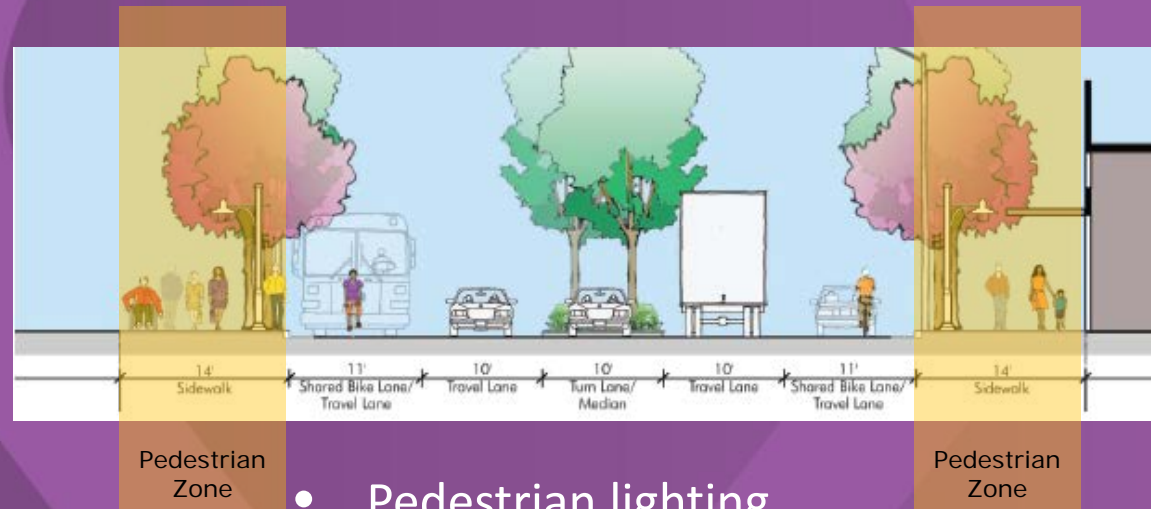 14' 11' 10' 10' 10' 11' 14'
Sidewalk Shared Bike Lane/ Travel Lane Turn Lane/ Travel Lane Shared Bike Lane/ Sidewalk
Travel Lane Median Travel Lane
Pedestrian Pedestrian
Zone Zone
• Pedestrian lighting